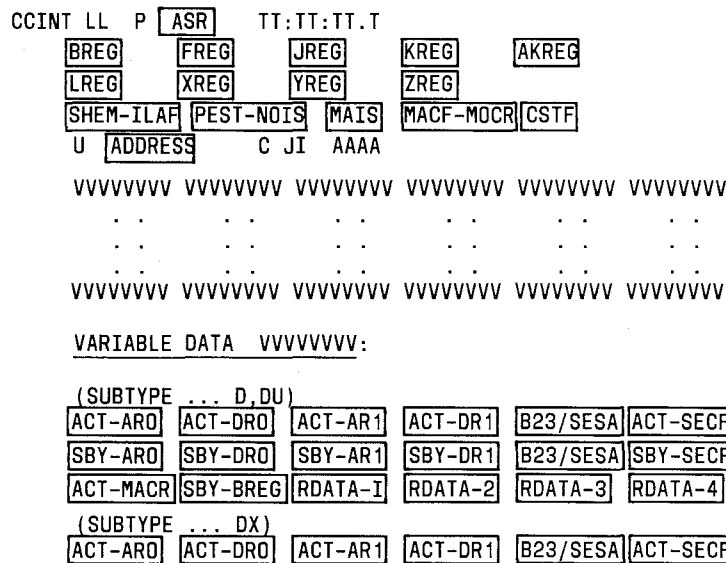 CCINT LL P ASR TT:TT:TT.T
BREG FREG JREG KREG AKREG
LREG XREG YREG ZREG
SHEM-ILAF PEST-NOIS MAIS MACF-MOCR CSTF
U ADDRESS C JI AAAA
VVVVVVVV VVVVVVVV VVVVVVVV VVVVVVVV VVVVVVVV VVVVVVVV
. . . . . . . . . . . .
. . . . . . . . . . . .
. . . . . . . . . . . .
VVVVVVVV VVVVVVVV VVVVVVVV VVVVVVVV VVVVVVVV VVVVVVVV
VARIABLE DATA VVVVVVVV:
(SUBTYPE ... D,DU)
ACT-AR0 ACT-DR0 ACT-AR1 ACT-DR1 B23/SESA ACT-SECF
SBY-AR0 SBY-DR0 SBY-AR1 SBY-DR1 B23/SESA SBY-SECF
ACT-MACR SBY-BREG RDATA-I RDATA-2 RDATA-3 RDATA-4
(SUBTYPE ... DX)
ACT-AR0 ACT-DR0 ACT-AR1 ACT-DR1 B23/SESA ACT-SECF